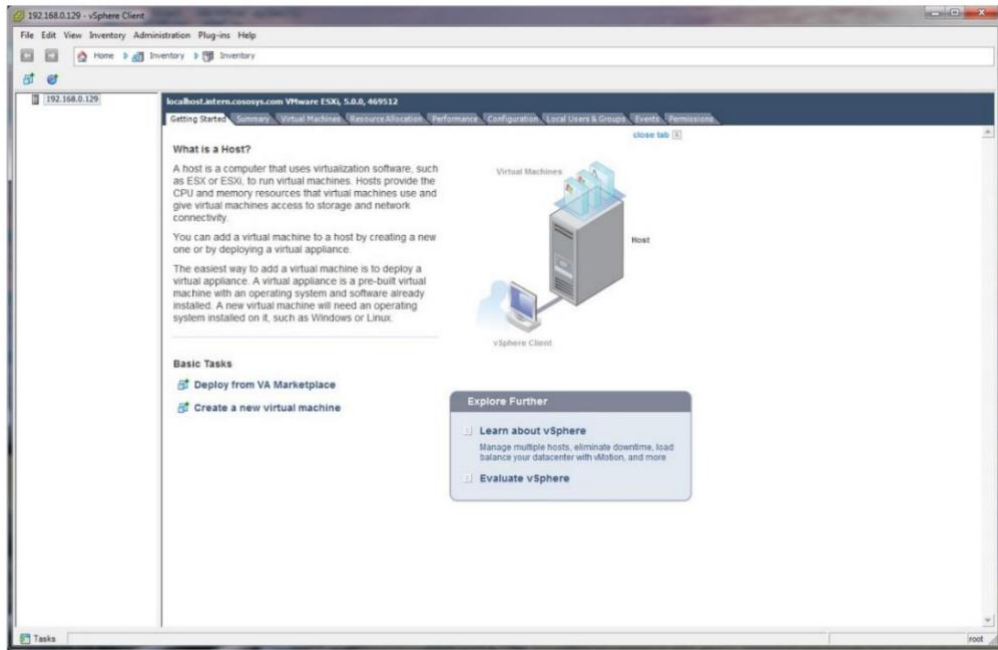 192.168.0.129 - vSphere Client
File Edit View Inventory Administration Plug-ins Help
Home Inventory Inventory
192.168.0.129
localhost.intern.cososys.com VMware ESXi, 5.0.0, 469512
Getting Started Summary Virtual Machines Resource Allocation Performance Configuration Local Users & Groups Events Permissions
close tab
What is a Host?
A host is a computer that uses virtualization software, such
as ESX or ESXi, to run virtual machines. Hosts provide the
CPU and memory resources that virtual machines use and
give virtual machines access to storage and network
connectivity.
You can add a virtual machine to a host by creating a new
one or by deploying a virtual appliance.
The easiest way to add a virtual machine is to deploy a
virtual appliance. A virtual appliance is a pre-built virtual
machine with an operating system and software already
installed. A new virtual machine will need an operating
system installed on it, such as Windows or Linux.
Virtual Machines
Host
vSphere Client
Basic Tasks
Deploy from VA Marketplace
Create a new virtual machine
Explore Further
Learn about vSphere
Manage multiple hosts, eliminate downtime, load
balance your datacenter with vMotion, and more
Evaluate vSphere
Tasks
root